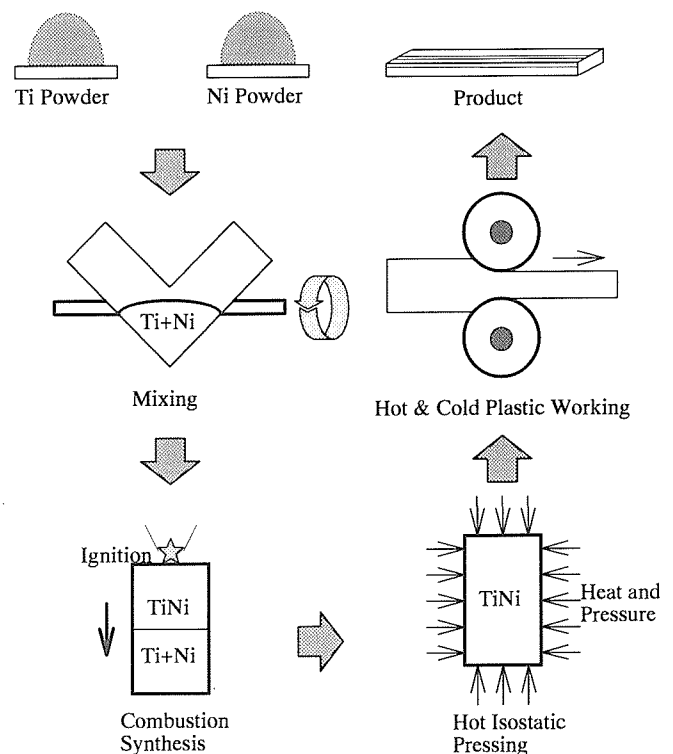 Ti Powder
Ni Powder
Product
Ti+Ni
Mixing
Hot & Cold Plastic Working
Ignition
TiNi
Ti+Ni
Combustion
Synthesis
TiNi
Heat and
Pressure
Hot Isostatic
Pressing